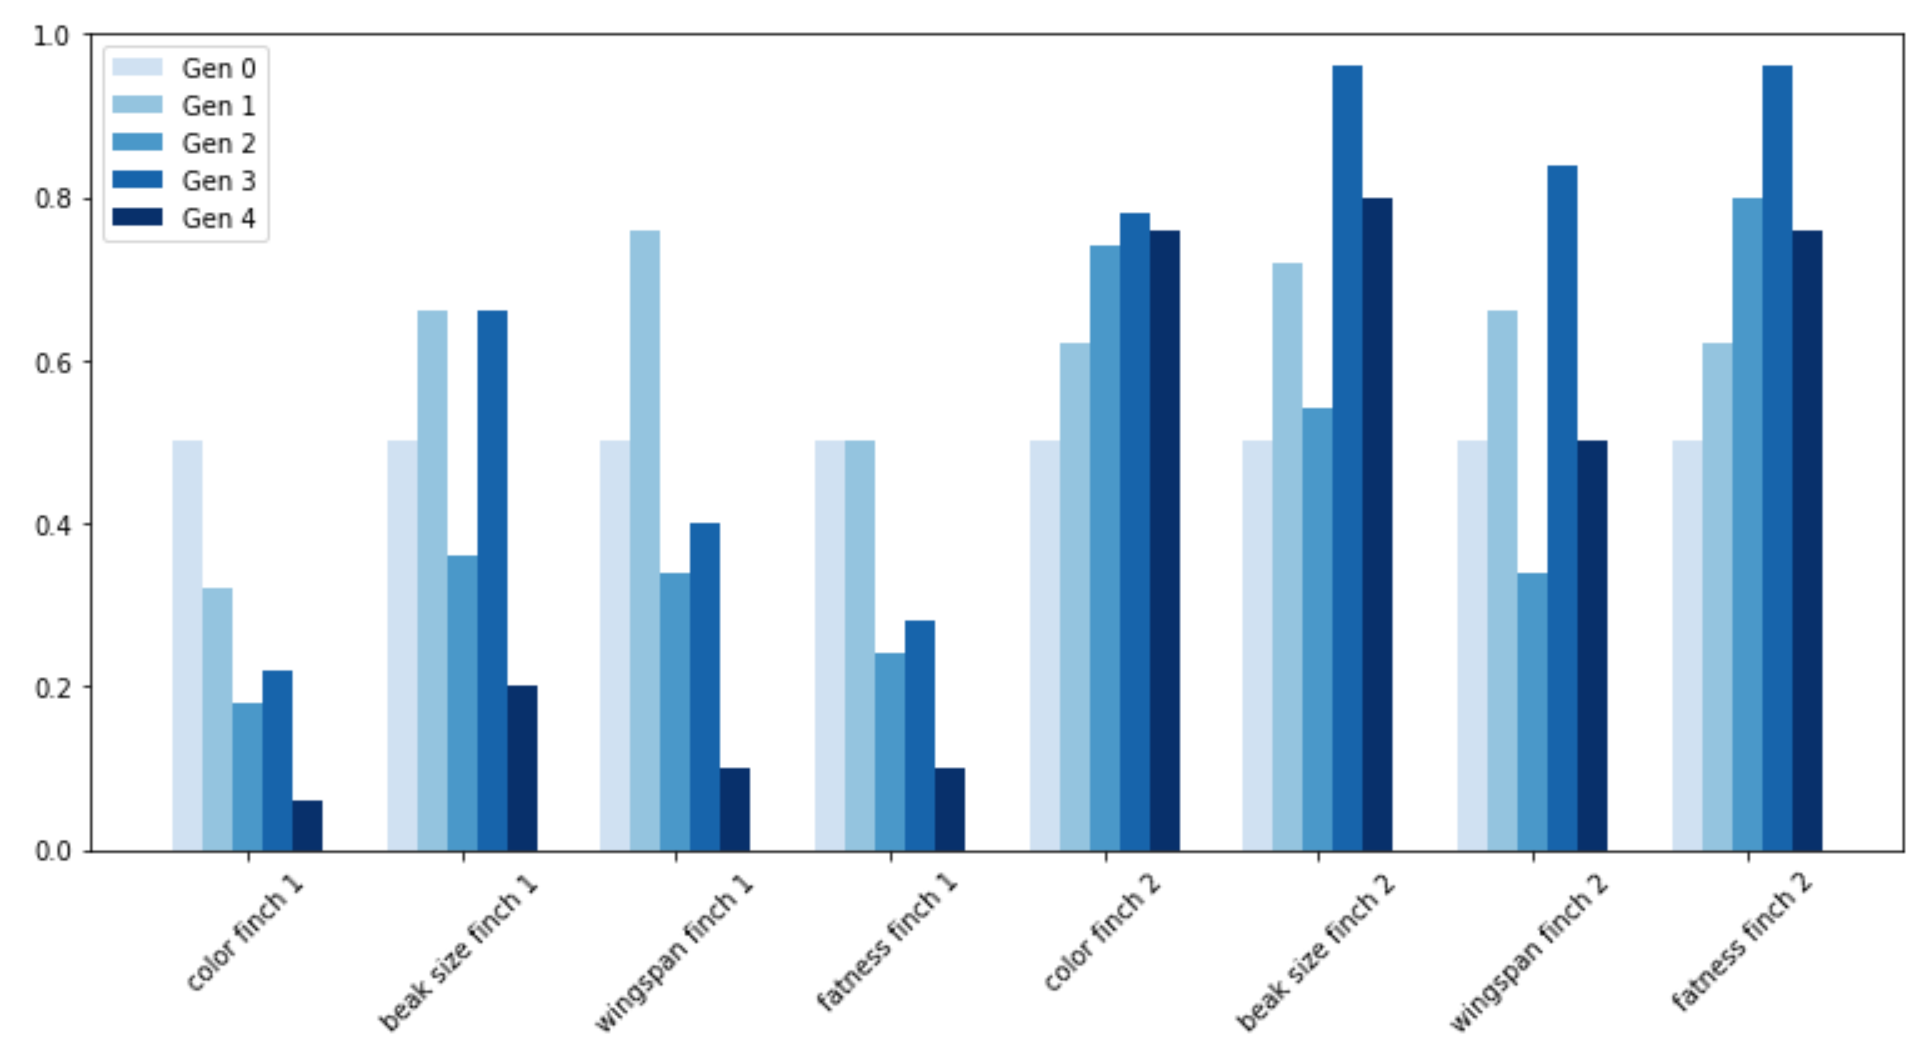 1.0
0.8
0.6
0.4
0.2
0.0
Gen 0
Gen 1
Gen 2
Gen 3
Gen 4
color finch 1
beak size finch 1
wingspan finch 1
fatness finch 1
color finch 2
beak size finch 2
wingspan finch 2
fatness finch 2